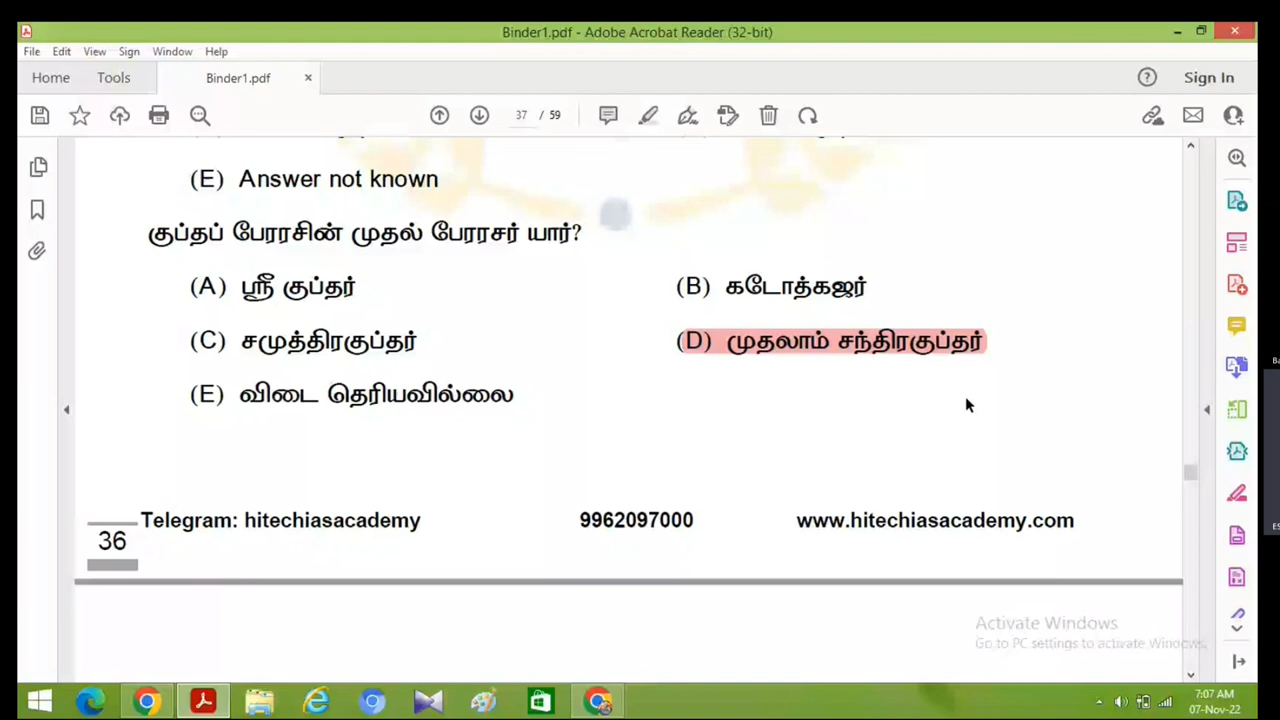 Binder1.pdf - Adobe Acrobat Reader (32-bit)
File Edit View Sign Window Help
Home Tools Binder1.pdf × Sign In
37 / 59
(E) Answer not known
குப்தப் பேரரசின் முதல் பேரரசர் யார்?
(A) ஸ்ரீ குப்தர் (B) கடோத்கஜர்
(C) சமுத்திரகுப்தர் (D) முதலாம் சந்திரகுப்தர்
(E) விடை தெரியவில்லை
Telegram: hitechiasacademy 9962097000 www.hitechiasacademy.com
36
Activate Windows
Go to PC settings to activate Windows.
7:07 AM
07-Nov-22